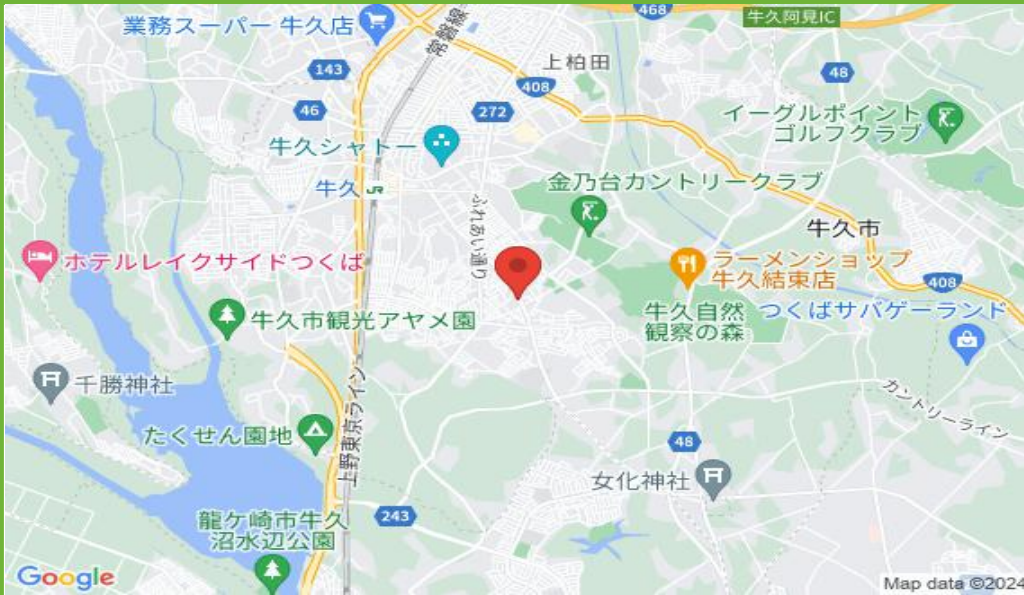 468
牛久阿見IC
業務スーパー 牛久店
常磐線
上柏田
143
48
408
46
272
イーグルポイント
ゴルフクラブ
牛久シャトー
牛久
JR
金乃台カントリークラブ
ふれあい通り
牛久市
ラーメンショップ
牛久結束店
ホテルレイクサイドつくば
408
牛久自然
観察の森
つくばサバゲーランド
牛久市観光アヤメ園
千勝神社
カントリーライン
たくせん園地
上野東京ライン
48
女化神社
龍ケ崎市牛久
沼水辺公園
243
Google
Map data ©2024